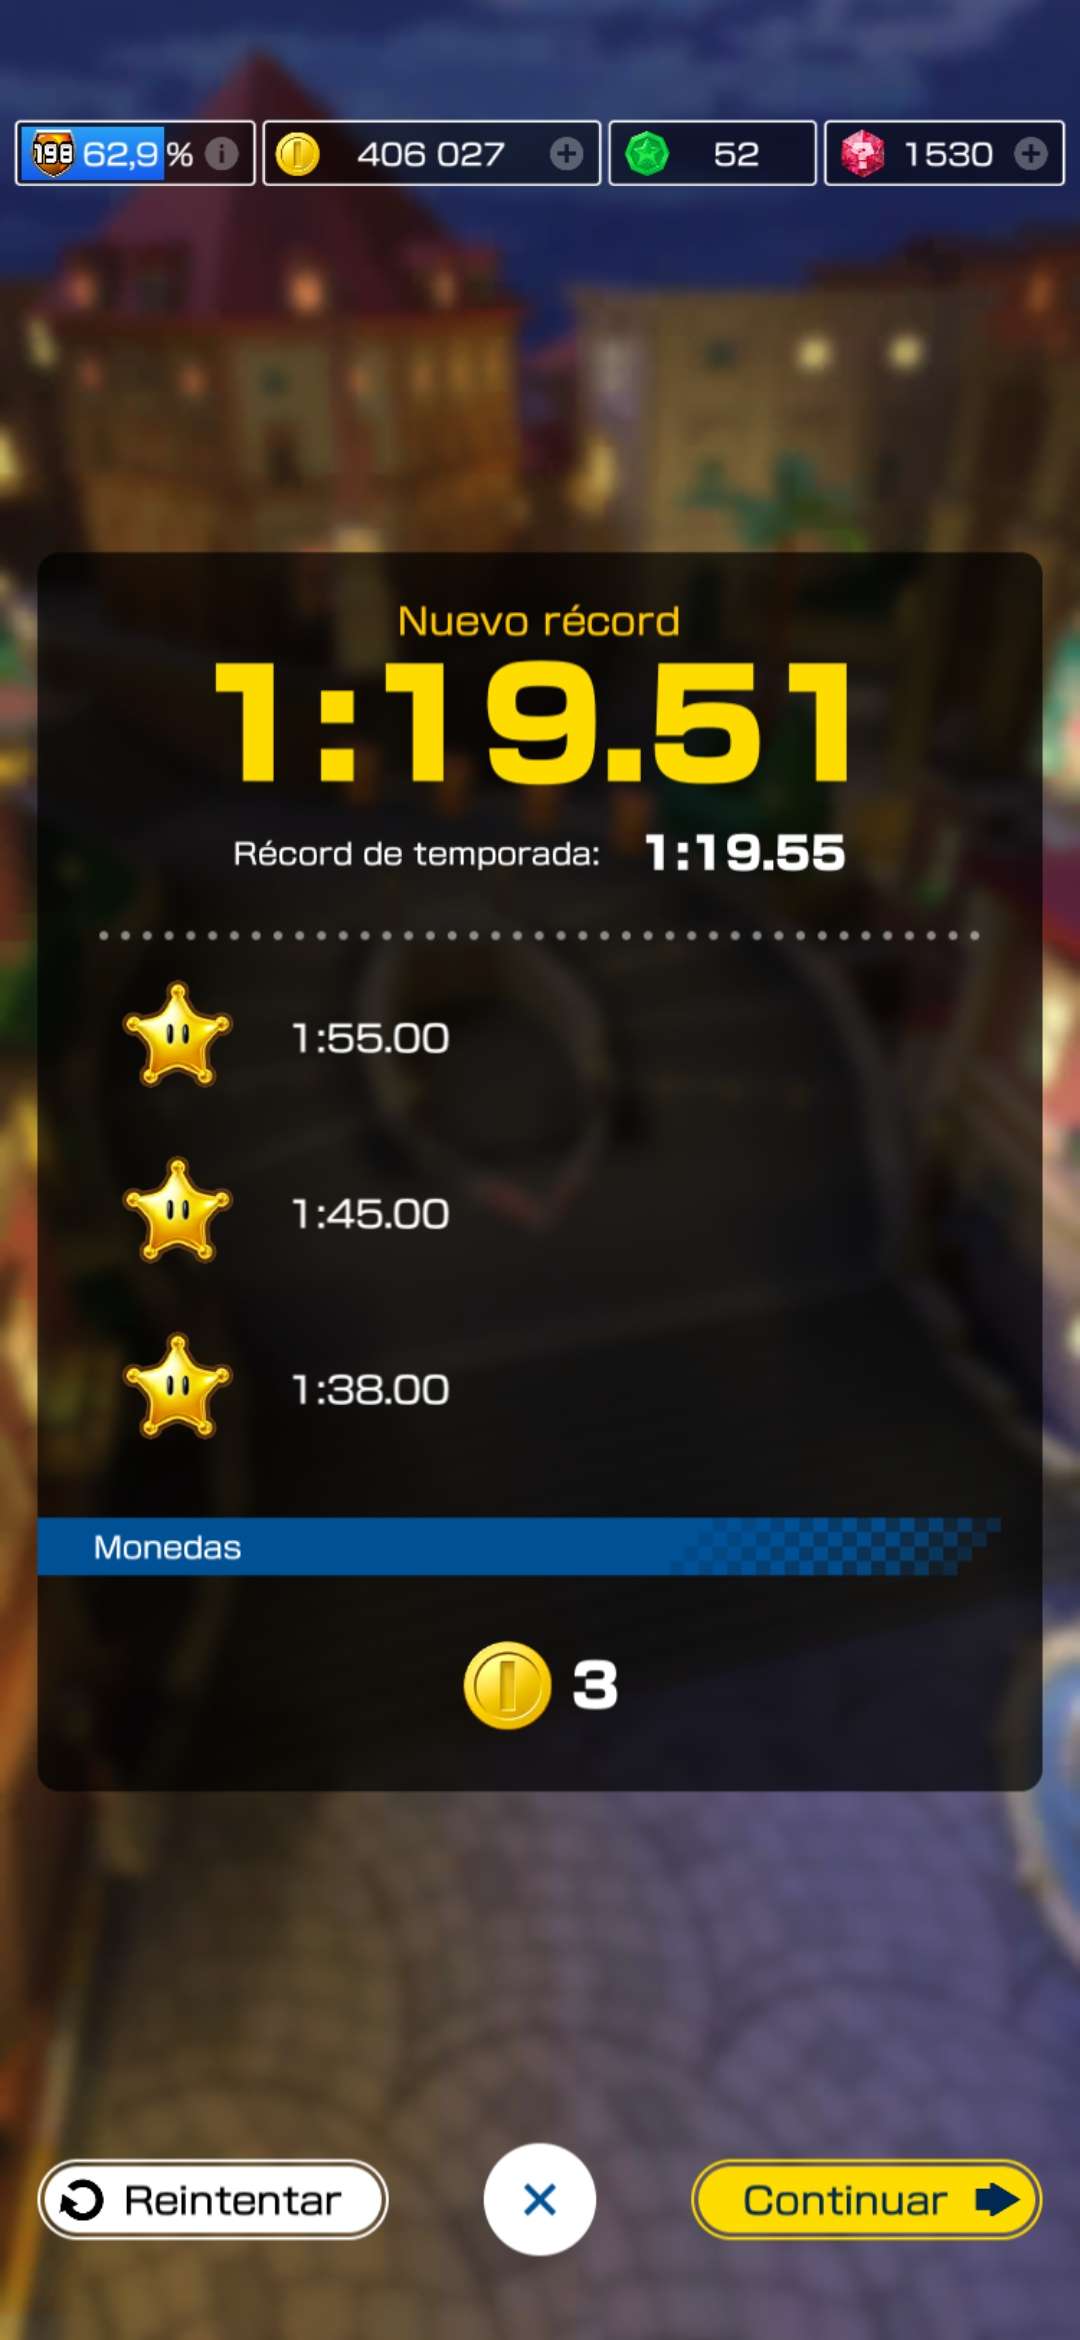 198 62,9 % i 406 027 + 52 ? 1530 +
Nuevo récord
1:19.51
Récord de temporada: 1:19.55
1:55.00
1:45.00
1:38.00
Monedas
3
Reintentar × Continuar